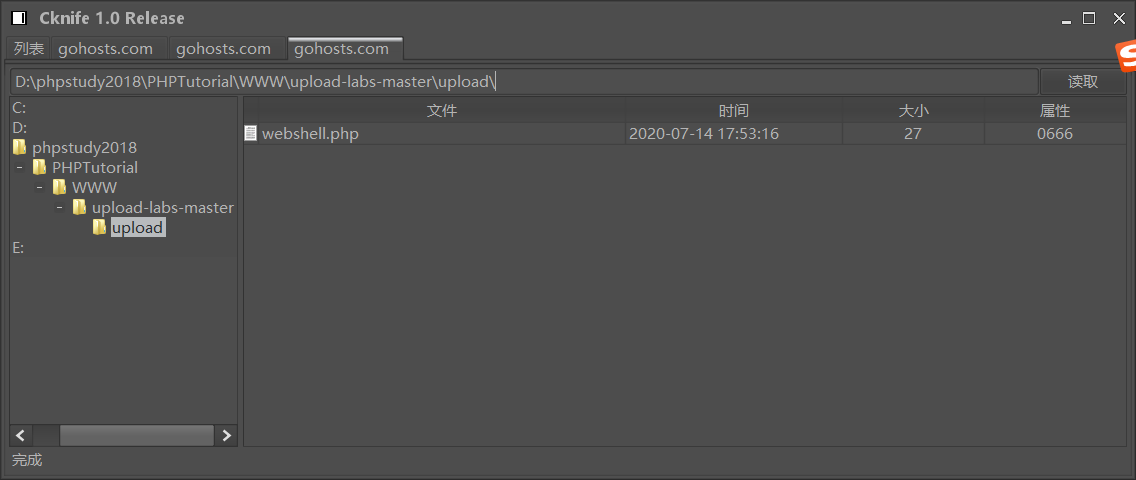 Cknife 1.0 Release
列表 gohosts.com gohosts.com gohosts.com
D:\phpstudy2018\PHPTutorial\WWW\upload-labs-master\upload\ 读取
C:
D:
phpstudy2018
PHPTutorial
WWW
upload-labs-master
upload
E:
文件 时间 大小 属性
webshell.php 2020-07-14 17:53:16 27 0666
完成